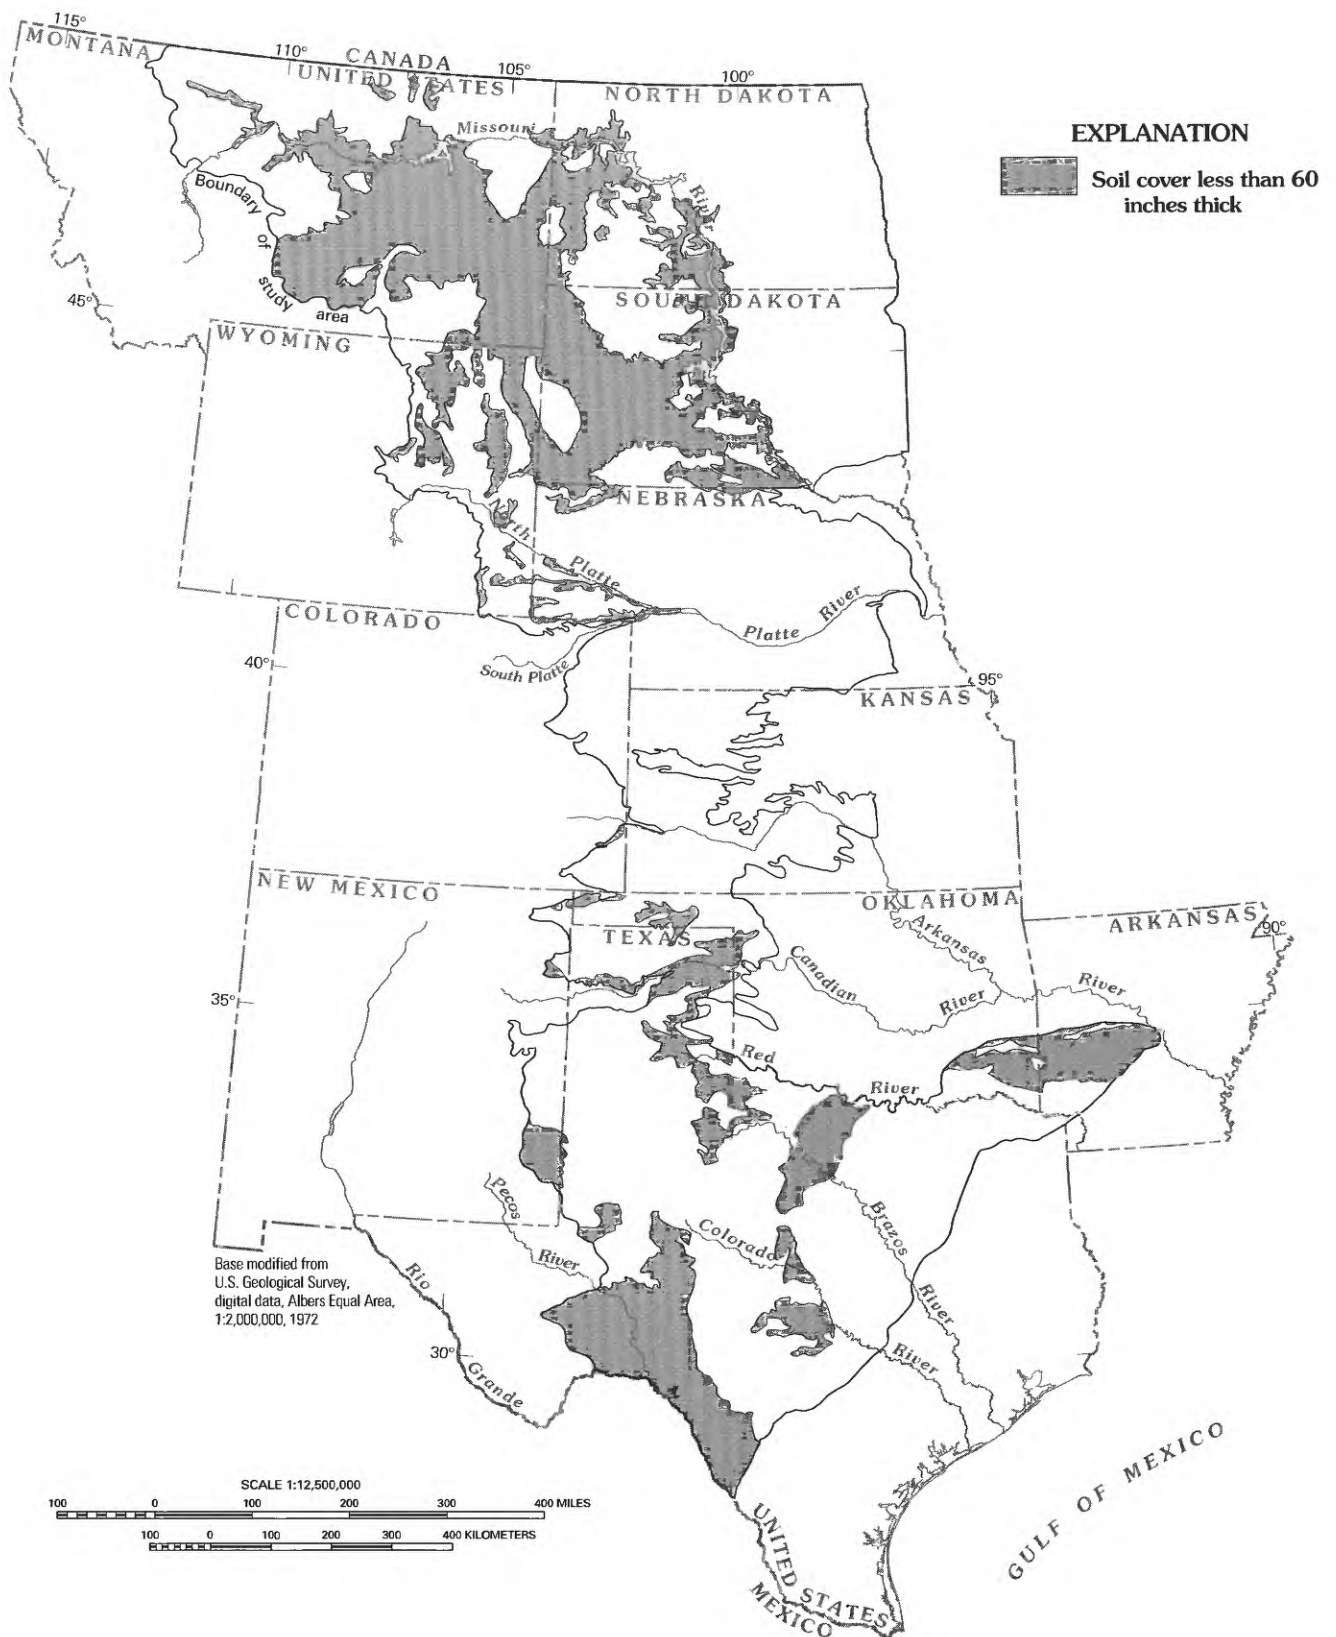 115°
MONTANA
110°
CANADA
UNITED STATES
105°
100°
NORTH DAKOTA
EXPLANATION
Soil cover less than 60
inches thick
Missouri
River
Boundary
of
study
area
45°
SOUTH DAKOTA
WYOMING
NEBRASKA
North
Platte
COLORADO
Platte
River
40°
South Platte
95°
KANSAS
NEW MEXICO
OKLAHOMA
ARKANSAS
90°
TEXAS
Arkansas
River
Canadian
River
35°
Red
River
Pecos
River
Colorado
River
Brazos
River
Base modified from
U.S. Geological Survey,
digital data, Albers Equal Area,
1:2,000,000, 1972
Rio
Grande
30°
GULF OF MEXICO
SCALE 1:12,500,000
100 0 100 200 300 400 MILES
100 0 100 200 300 400 KILOMETERS
UNITED STATES
MEXICO